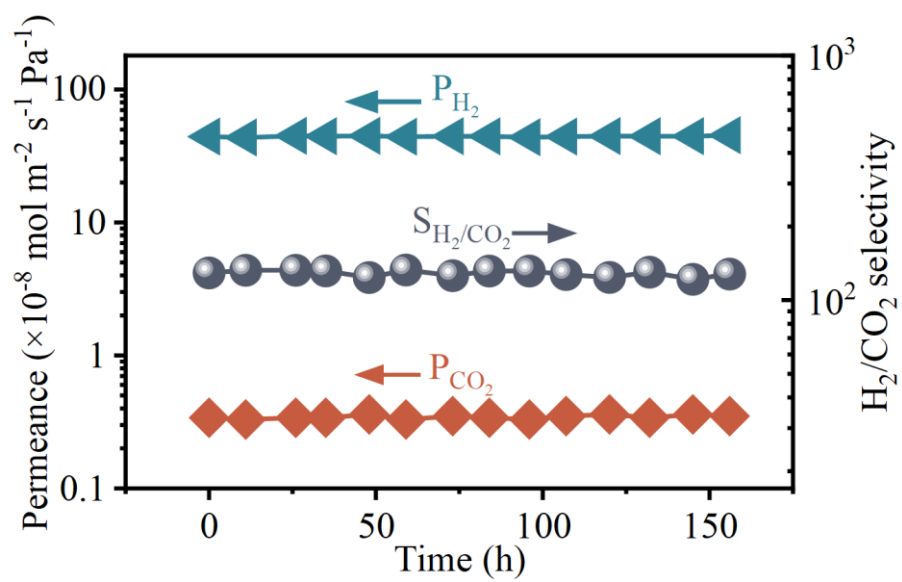 Permeance (×10⁻⁸ mol m⁻² s⁻¹ Pa⁻¹)
100
10
1
0.1
P_H₂
S_H₂/CO₂
P_CO₂
10³
10²
H₂/CO₂ selectivity
0 50 100 150
Time (h)